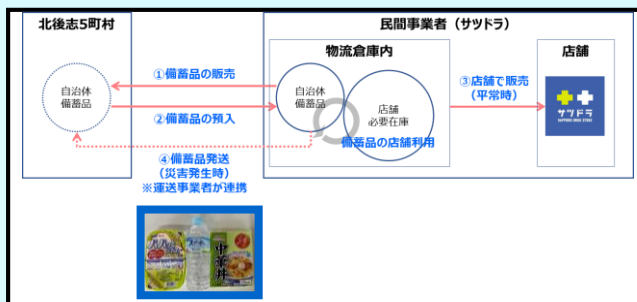 北後志5町村
民間事業者（サツドラ）
物流倉庫内
店舗
①備蓄品の販売
自治体
備蓄品
自治体
備蓄品
店舗
必要在庫
③店舗で販売
（平常時）
②備蓄品の預入
備蓄品の店舗利用
サツドラ
④備蓄品発送
（災害発生時）
※運送事業者が連携
中華丼